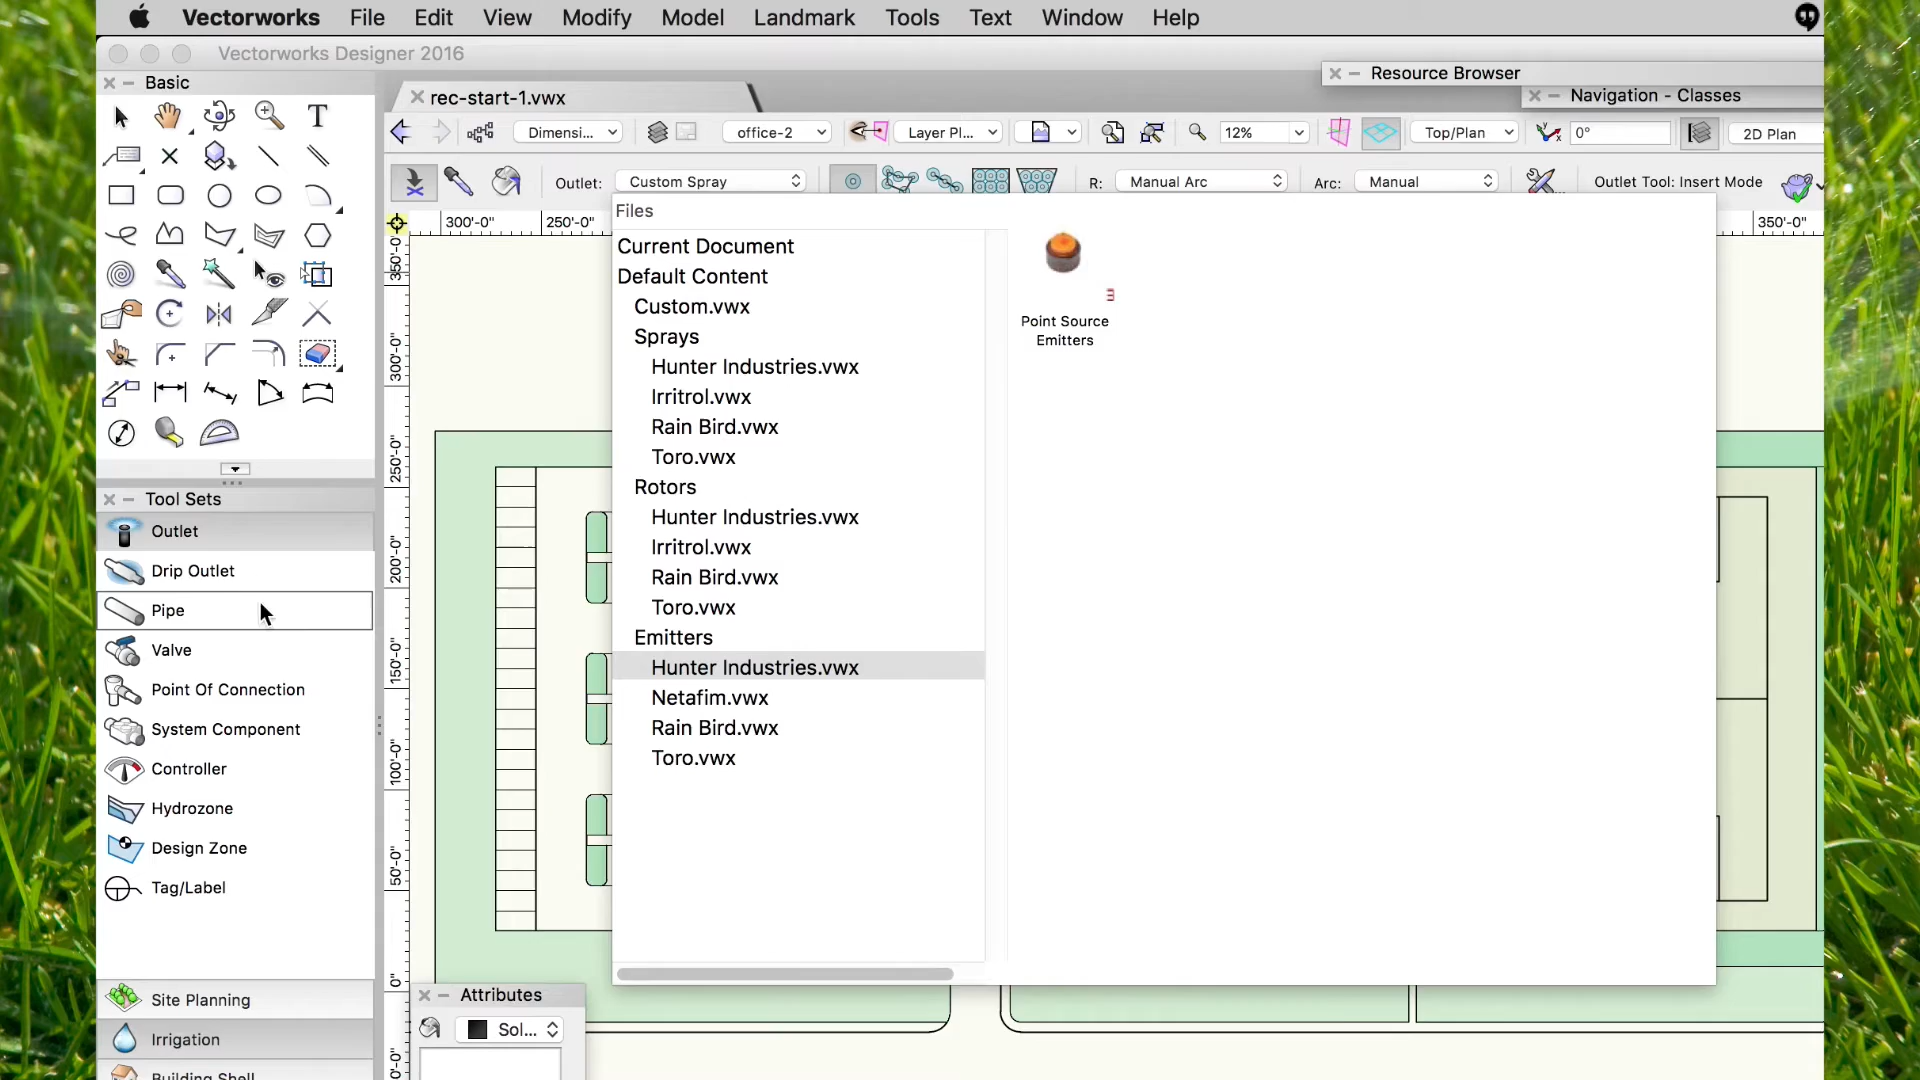 Vectorworks File Edit View Modify Model Landmark Tools Text Window Help
Vectorworks Designer 2016
Basic
Resource Browser
Navigation - Classes
rec-start-1.vwx
Dimensi...
office-2
Layer Pl...
12%
Top/Plan
0°
2D Plan
Outlet: Custom Spray
R: Manual Arc
Arc: Manual
Outlet Tool: Insert Mode
300'-0"
250'-0"
350'-0"
350'-0"
300'-0"
250'-0"
200'-0"
150'-0"
100'-0"
50'-0"
0"
Files
Current Document
Default Content
Custom.vwx
Sprays
Hunter Industries.vwx
Irritrol.vwx
Rain Bird.vwx
Toro.vwx
Rotors
Hunter Industries.vwx
Irritrol.vwx
Rain Bird.vwx
Toro.vwx
Emitters
Hunter Industries.vwx
Netafim.vwx
Rain Bird.vwx
Toro.vwx
Point Source
Emitters
Tool Sets
Outlet
Drip Outlet
Pipe
Valve
Point Of Connection
System Component
Controller
Hydrozone
Design Zone
Tag/Label
Site Planning
Irrigation
Building Shell
Attributes
Sol...